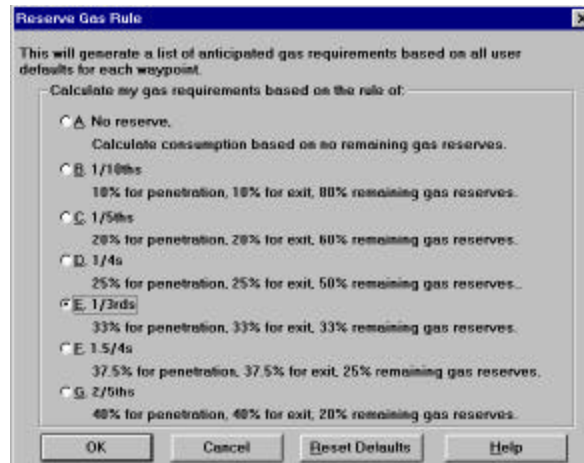 Reserve Gas Rule
This will generate a list of anticipated gas requirements based on all user
defaults for each waypoint.
Calculate my gas requirements based on the rule of:
A. No reserve.
Calculate consumption based on no remaining gas reserves.
B. 1/10ths
10% for penetration, 10% for exit, 80% remaining gas reserves.
C. 1/5ths
20% for penetration, 20% for exit, 60% remaining gas reserves.
D. 1/4s
25% for penetration, 25% for exit, 50% remaining gas reserves..
E. 1/3rds
33% for penetration, 33% for exit, 33% remaining gas reserves.
F. 1.5/4s
37.5% for penetration, 37.5% for exit, 25% remaining gas reserves.
G. 2/5ths
40% for penetration, 40% for exit, 20% remaining gas reserves.
OK Cancel Reset Defaults Help